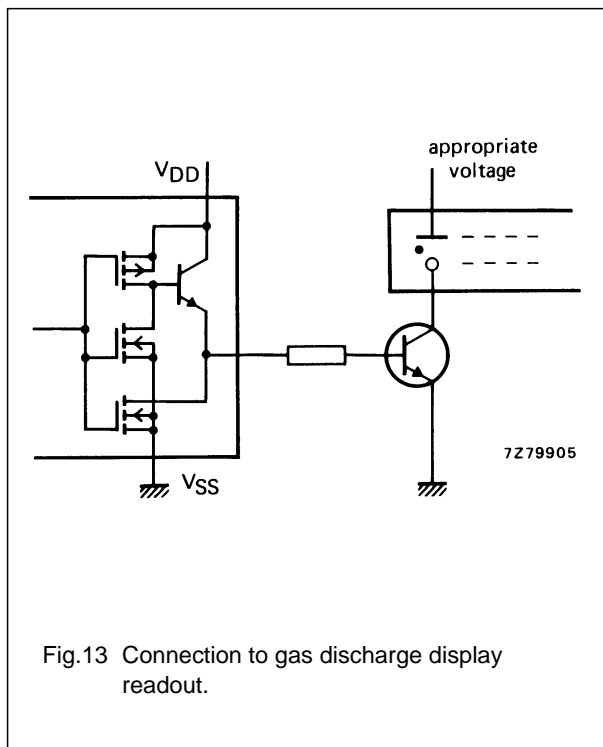 appropriate
voltage
VDD
7Z79905
VSS
Fig.13 Connection to gas discharge display
readout.